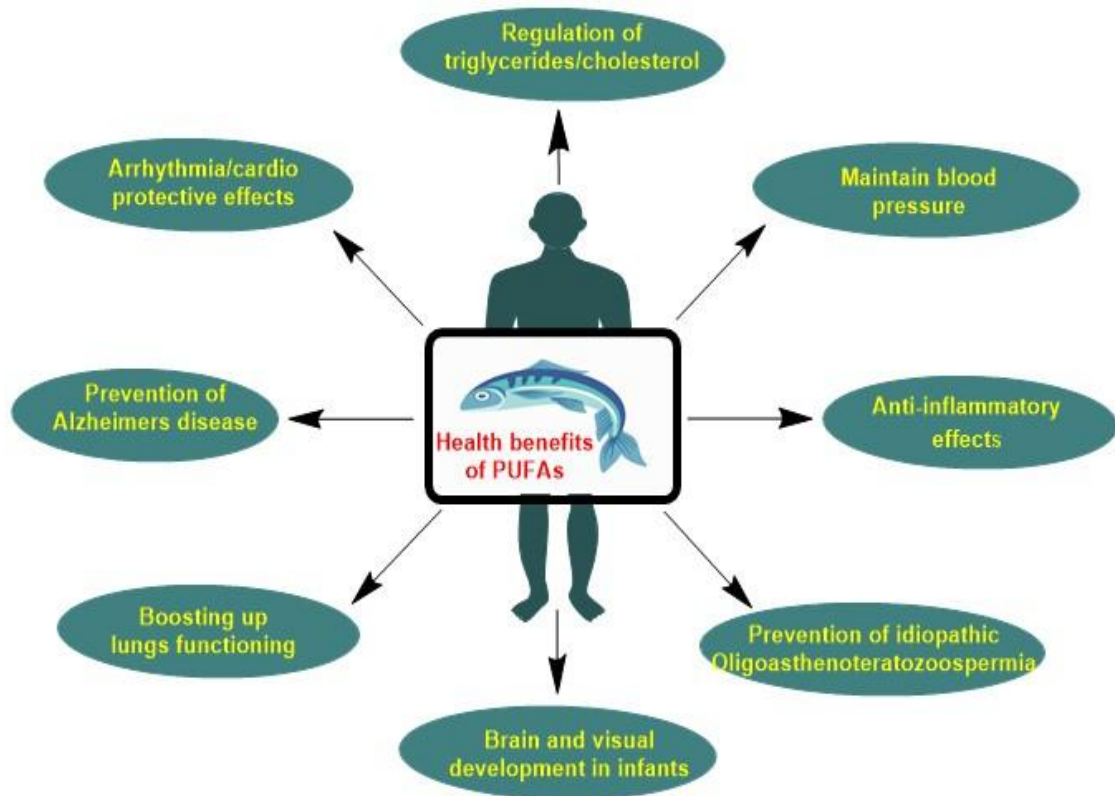 Regulation of
triglycerides/cholesterol
Arrhythmia/cardio
protective effects
Maintain blood
pressure
Prevention of
Alzheimers disease
Health benefits
of PUFAs
Anti-inflammatory
effects
Boosting up
lungs functioning
Prevention of idiopathic
Oligoasthenoteratozoospermia
Brain and visual
development in infants